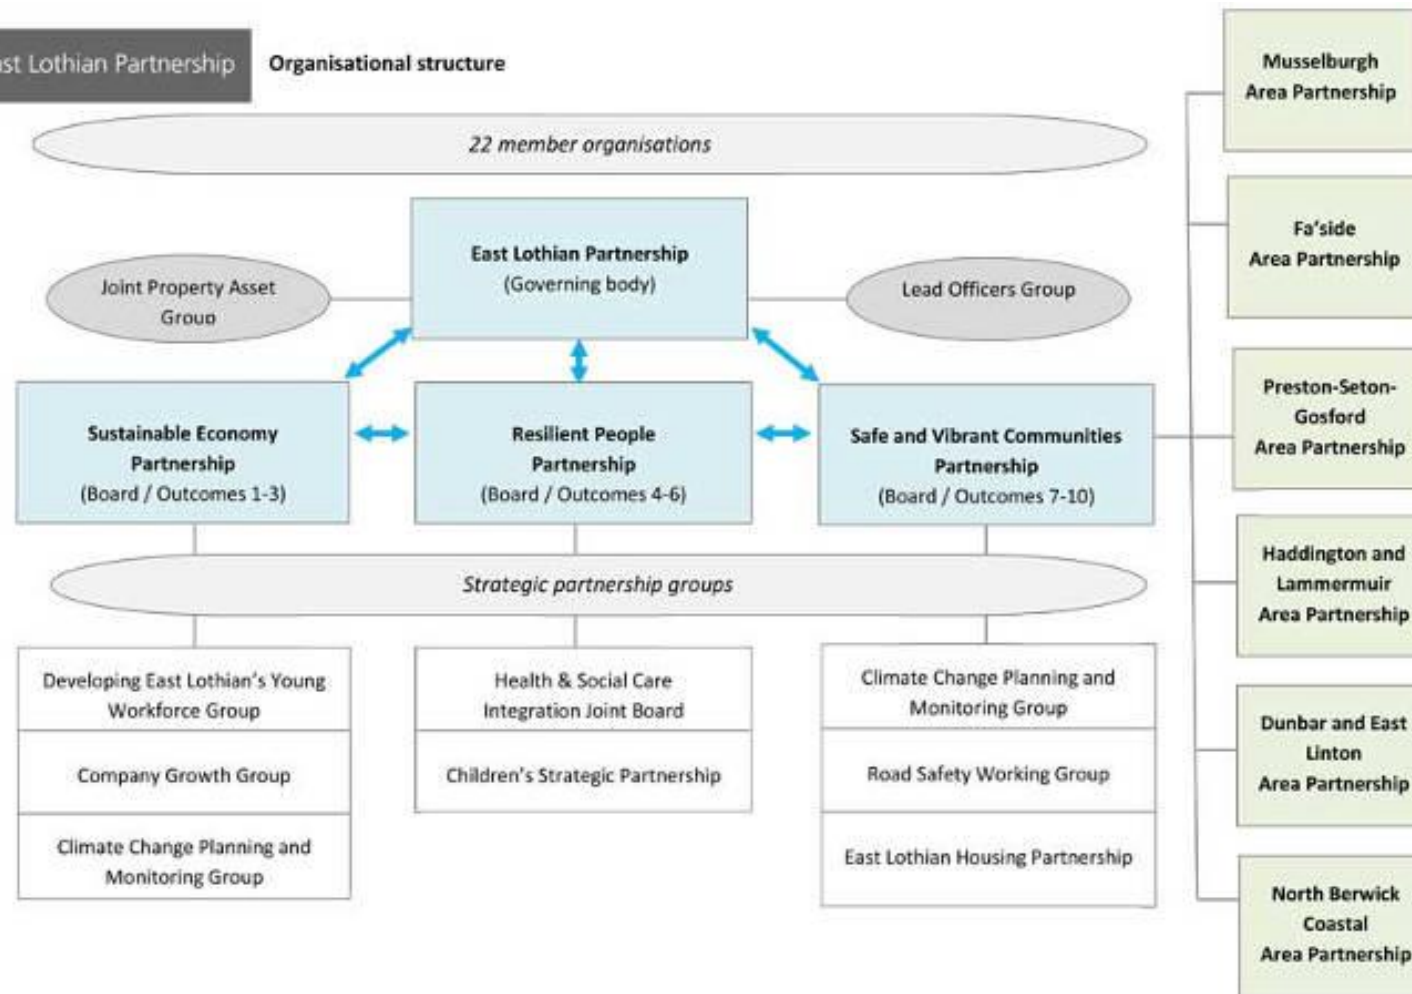 st Lothian Partnership
Organisational structure
22 member organisations
East Lothian Partnership
(Governing body)
Joint Property Asset
Group
Lead Officers Group
Sustainable Economy
Partnership
(Board / Outcomes 1-3)
Resilient People
Partnership
(Board / Outcomes 4-6)
Safe and Vibrant Communities
Partnership
(Board / Outcomes 7-10)
Strategic partnership groups
Developing East Lothian's Young
Workforce Group
Company Growth Group
Climate Change Planning and
Monitoring Group
Health & Social Care
Integration Joint Board
Children's Strategic Partnership
Climate Change Planning and
Monitoring Group
Road Safety Working Group
East Lothian Housing Partnership
Musselburgh
Area Partnership
Fa'side
Area Partnership
Preston-Seton-
Gosford
Area Partnership
Haddington and
Lammermuir
Area Partnership
Dunbar and East
Linton
Area Partnership
North Berwick
Coastal
Area Partnership